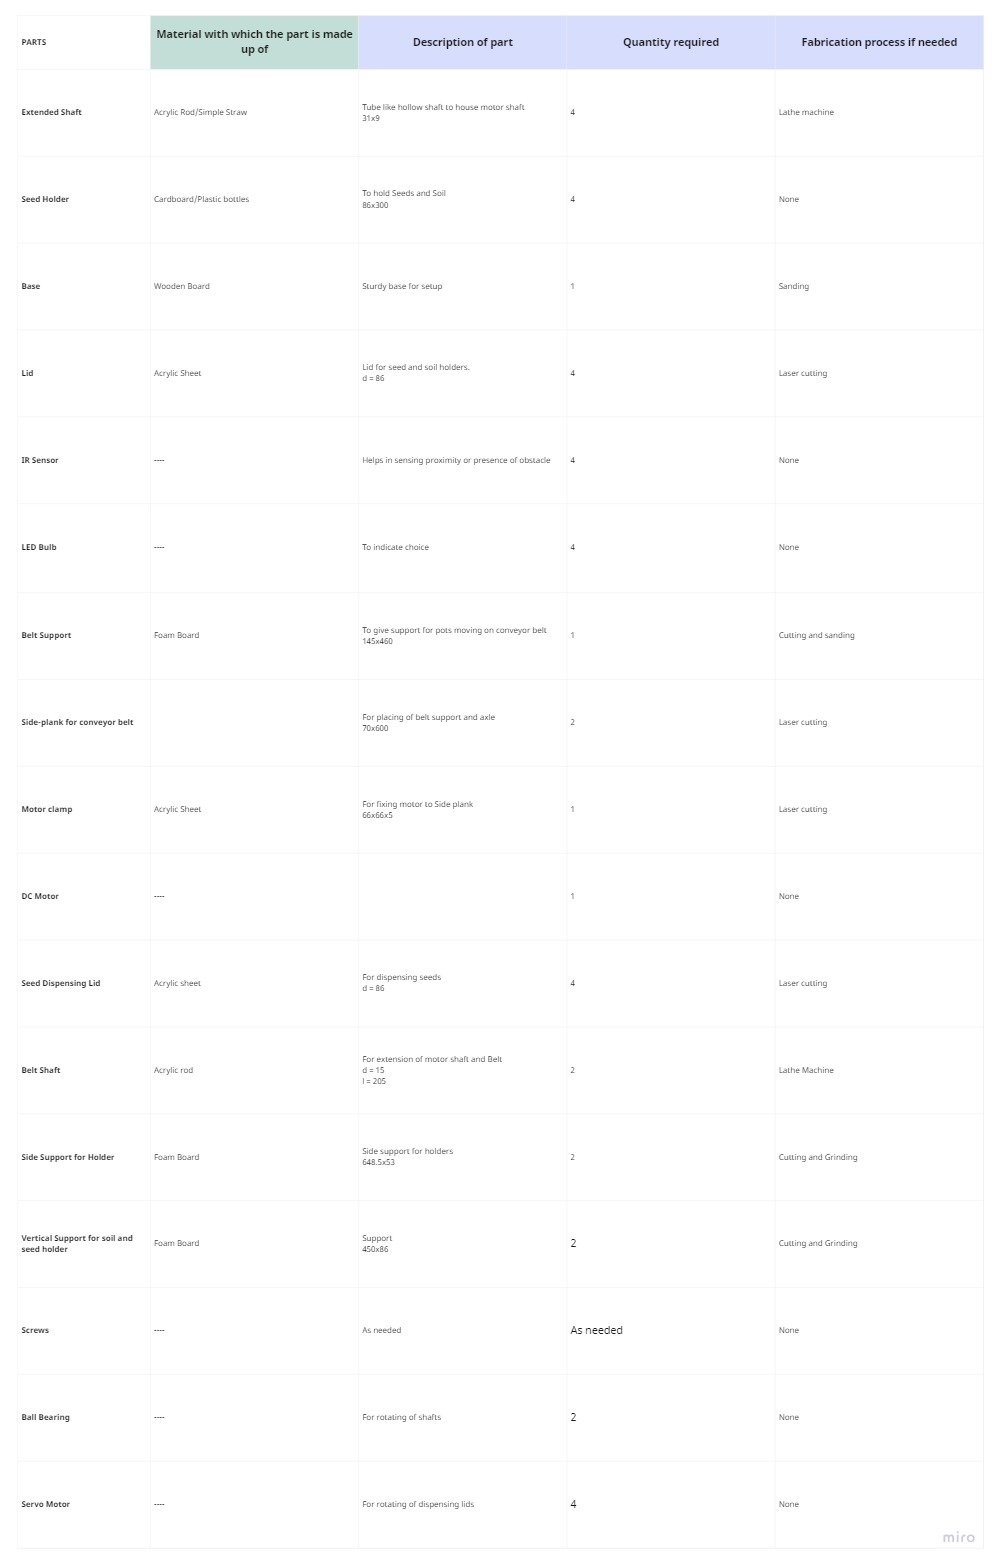 PARTS
Material with which the part is made
up of
Description of part
Quantity required
Fabrication process if needed
Extended Shaft
Acrylic Rod/Simple Straw
Tube like hollow shaft to house motor shaft
31x9
4
Lathe machine
Seed Holder
Cardboard/Plastic bottles
To hold Seeds and Soil
86x300
4
None
Base
Wooden Board
Sturdy base for setup
1
Sanding
Lid
Acrylic Sheet
Lid for seed and soil holders.
d = 86
4
Laser cutting
IR Sensor
----
Helps in sensing proximity or presence of obstacle
4
None
LED Bulb
----
To indicate choice
4
None
Belt Support
Foam Board
To give support for pots moving on conveyor belt
145x460
1
Cutting and sanding
Side-plank for conveyor belt
For placing of belt support and axle
70x600
2
Laser cutting
Motor clamp
Acrylic Sheet
For fixing motor to Side plank
66x66x5
1
Laser cutting
DC Motor
----
1
None
Seed Dispensing Lid
Acrylic sheet
For dispensing seeds
d = 86
4
Laser cutting
Belt Shaft
Acrylic rod
For extension of motor shaft and Belt
d = 15
l = 205
2
Lathe Machine
Side Support for Holder
Foam Board
Side support for holders
648.5x53
2
Cutting and Grinding
Vertical Support for soil and
seed holder
Foam Board
Support
450x86
2
Cutting and Grinding
Screws
----
As needed
As needed
None
Ball Bearing
----
For rotating of shafts
2
None
Servo Motor
----
For rotating of dispensing lids
4
None
miro